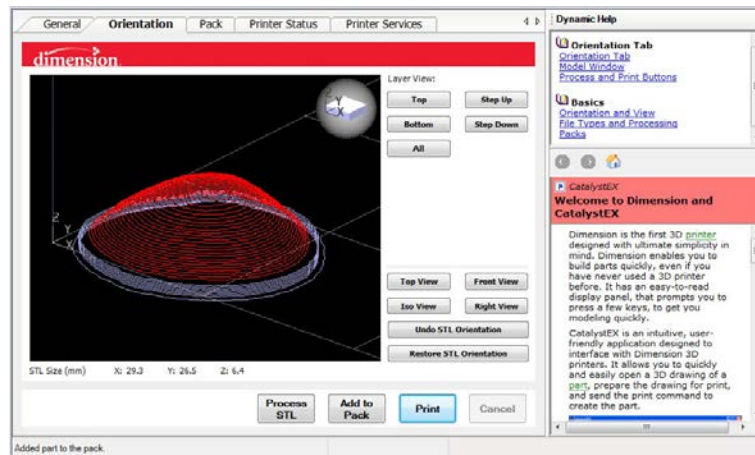 General
Orientation
Pack
Printer Status
Printer Services
dimension
Layer View:
Top
Step Up
Bottom
Step Down
All
Z
Y
X
Z
Y
X
Top View
Front View
Iso View
Right View
Undo STL Orientation
Restore STL Orientation
STL Size (mm) X: 29.3 Y: 26.5 Z: 6.4
Process STL
Add to Pack
Print
Cancel
Added part to the pack.
Dynamic Help
Orientation Tab
Orientation Tab
Model Window
Process and Print Buttons
Basics
Orientation and View
File Types and Processing
Packs
CatalystEX
Welcome to Dimension and
CatalystEX
Dimension is the first 3D printer
designed with ultimate simplicity in
mind. Dimension enables you to
build parts quickly, even if you
have never used a 3D printer
before. It has an easy-to-read
display panel, that prompts you to
press a few keys, to get you
modeling quickly.
CatalystEX is an intuitive, user-
friendly application designed to
interface with Dimension 3D
printers. It allows you to quickly
and easily open a 3D drawing of a
part, prepare the drawing for print,
and send the print command to
create the part.